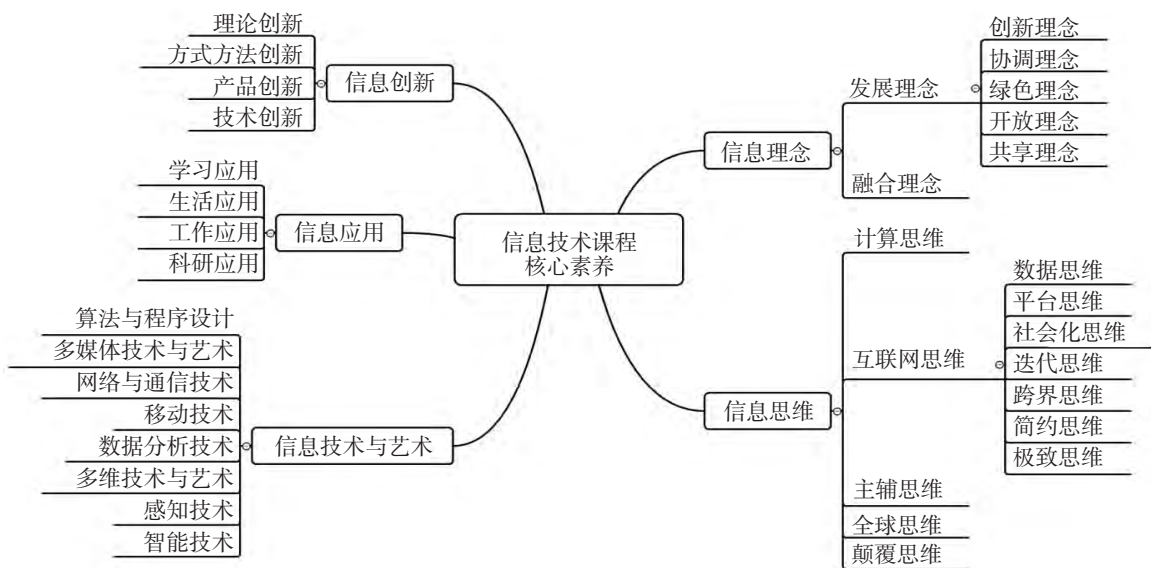 信息技术课程
核心素养
信息创新
理论创新
方式方法创新
产品创新
技术创新
信息应用
学习应用
生活应用
工作应用
科研应用
信息技术与艺术
算法与程序设计
多媒体技术与艺术
网络与通信技术
移动技术
数据分析技术
多维技术与艺术
感知技术
智能技术
信息理念
发展理念
创新理念
协调理念
绿色理念
开放理念
共享理念
融合理念
信息思维
计算思维
互联网思维
数据思维
平台思维
社会化思维
迭代思维
跨界思维
简约思维
极致思维
主辅思维
全球思维
颠覆思维